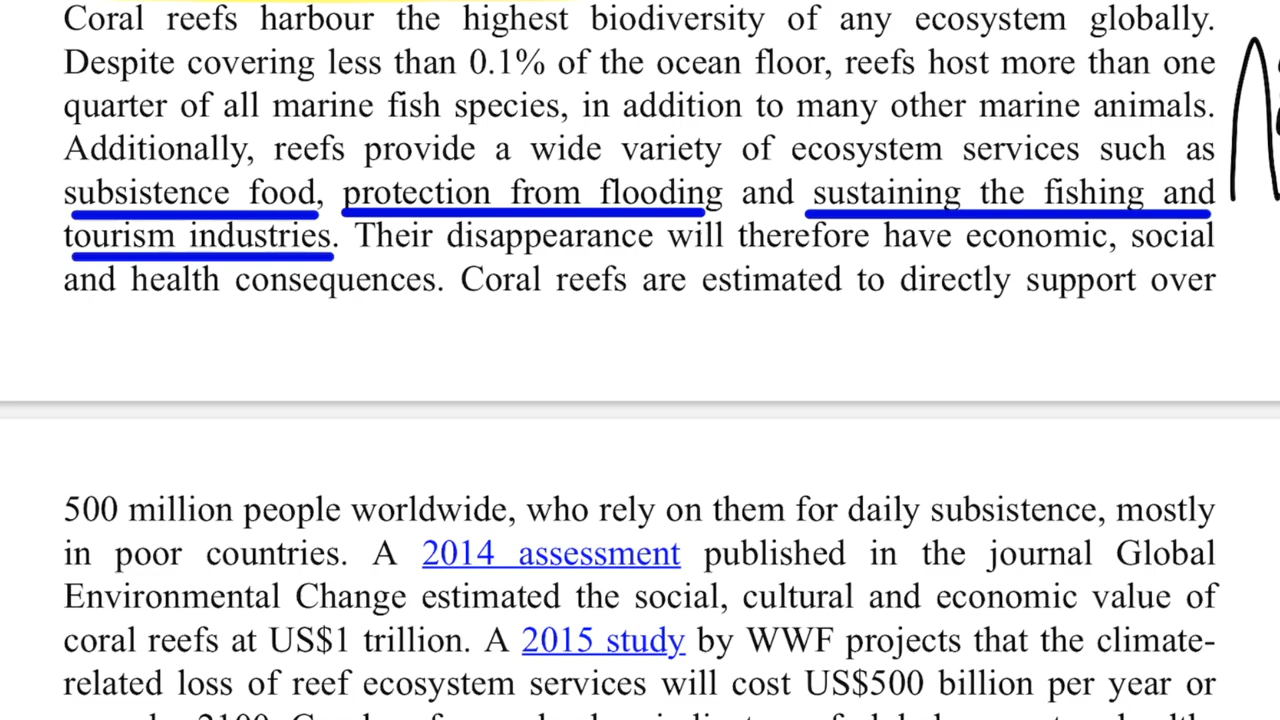 Coral reefs harbour the highest biodiversity of any ecosystem globally.
Despite covering less than 0.1% of the ocean floor, reefs host more than one
quarter of all marine fish species, in addition to many other marine animals.
Additionally, reefs provide a wide variety of ecosystem services such as
subsistence food, protection from flooding and sustaining the fishing and
tourism industries. Their disappearance will therefore have economic, social
and health consequences. Coral reefs are estimated to directly support over
500 million people worldwide, who rely on them for daily subsistence, mostly
in poor countries. A 2014 assessment published in the journal Global
Environmental Change estimated the social, cultural and economic value of
coral reefs at US$1 trillion. A 2015 study by WWF projects that the climate-
related loss of reef ecosystem services will cost US$500 billion per year or